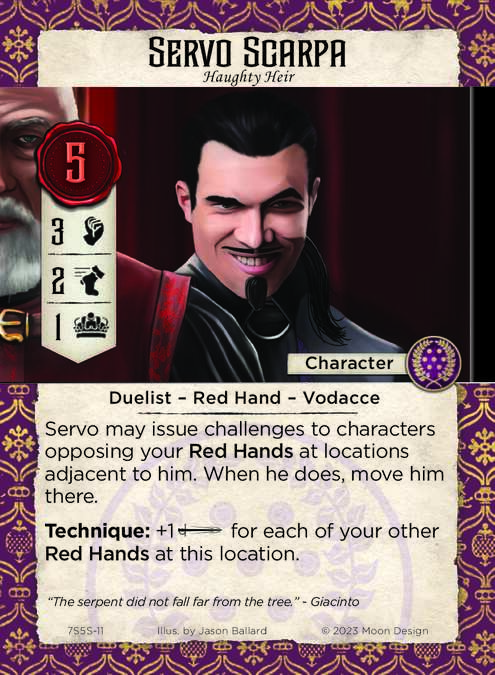 Servo Scarpa
Haughty Heir
5
3
2
1
Character
Duelist – Red Hand – Vodacce
Servo may issue challenges to characters
opposing your Red Hands at locations
adjacent to him. When he does, move him
there.
Technique: +1 for each of your other
Red Hands at this location.
“The serpent did not fall far from the tree.” - Giacinto
7S5S-11 Illus. by Jason Ballard © 2023 Moon Design